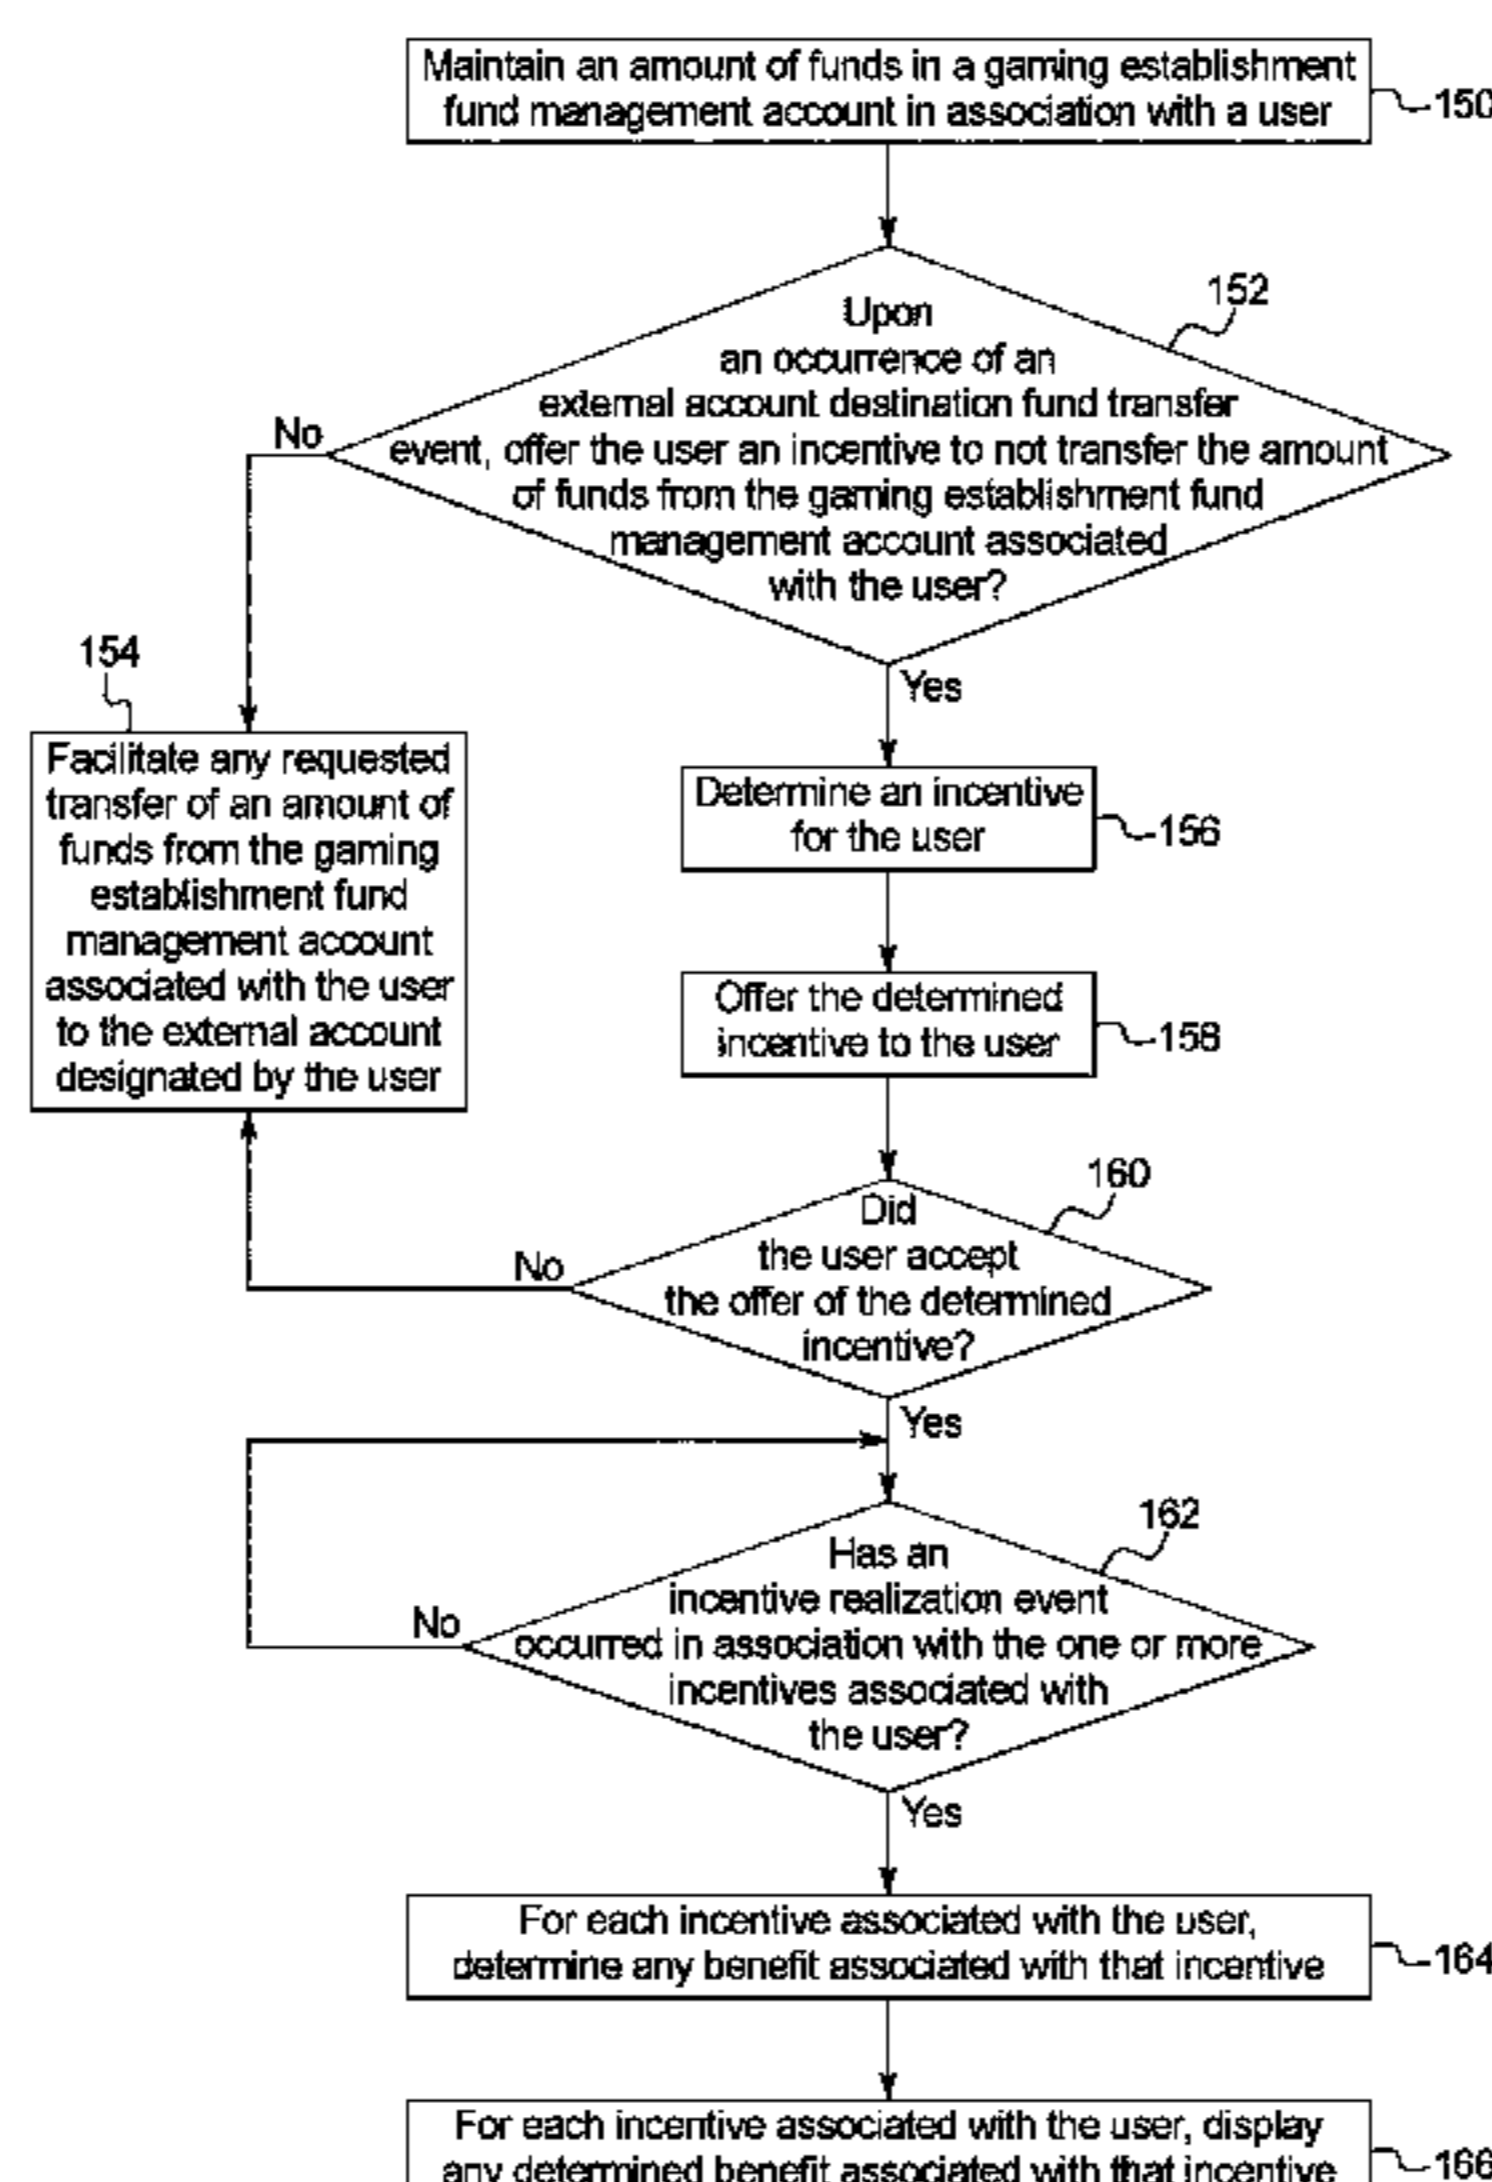 Maintain an amount of funds in a gaming establishment
fund management account in association with a user
150
152
Upon
an occurrence of an
external account destination fund transfer
event, offer the user an incentive to not transfer the amount
of funds from the gaming establishment fund
management account associated
with the user?
No
Yes
154
Facilitate any requested
transfer of an amount of
funds from the gaming
establishment fund
management account
associated with the user
to the external account
designated by the user
Determine an incentive
for the user
156
Offer the determined
incentive to the user
158
160
Did
the user accept
the offer of the determined
incentive?
No
Yes
162
Has an
incentive realization event
occurred in association with the one or more
incentives associated with
the user?
No
Yes
For each incentive associated with the user,
determine any benefit associated with that incentive
164
For each incentive associated with the user, display
any determined benefit associated with that incentive
166